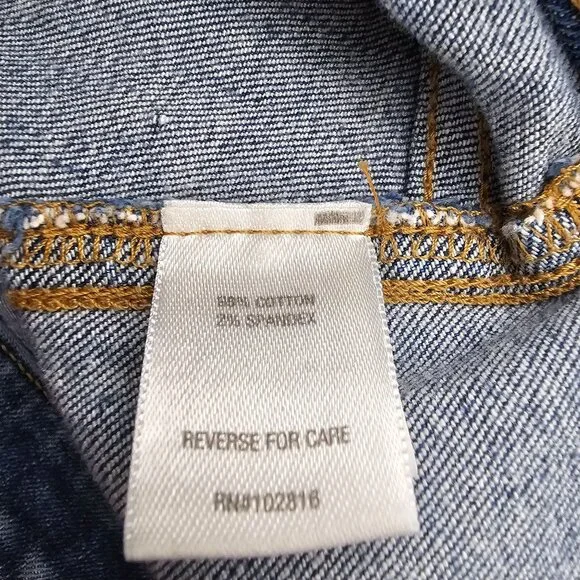 98% COTTON
2% SPANDEX
REVERSE FOR CARE
RN#102816